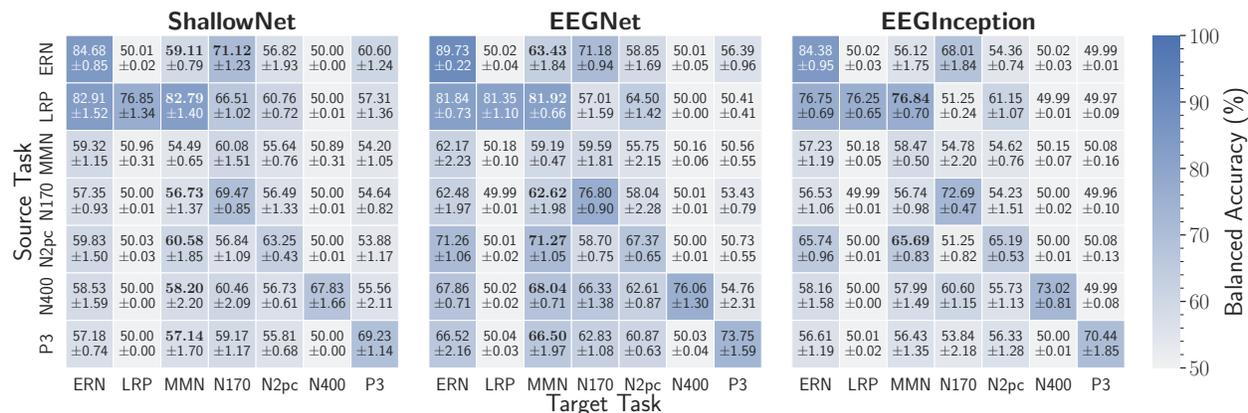 ShallowNet EEGNet EEGInception
ERN 84.68 50.01 59.11 71.12 56.82 50.00 60.60 89.73 50.02 63.43 71.18 58.85 50.01 56.39 84.38 50.02 56.12 68.01 54.36 50.02 49.99
±0.85 ±0.02 ±0.79 ±1.23 ±1.93 ±0.00 ±1.24 ±0.22 ±0.04 ±1.84 ±0.94 ±1.69 ±0.05 ±0.96 ±0.95 ±0.03 ±1.75 ±1.84 ±0.74 ±0.03 ±0.01
LRP 82.91 76.85 82.79 66.51 60.76 50.00 57.31 81.84 81.35 81.92 57.01 64.50 50.00 50.41 76.75 76.25 76.84 51.25 61.15 49.99 49.97
±1.52 ±1.34 ±1.40 ±1.02 ±0.72 ±0.01 ±1.36 ±0.73 ±1.10 ±0.66 ±1.59 ±1.42 ±0.00 ±0.41 ±0.69 ±0.65 ±0.70 ±0.24 ±1.07 ±0.01 ±0.09
MMN 59.32 50.96 54.49 60.08 55.64 50.89 54.20 62.17 50.18 59.19 59.59 55.75 50.16 50.56 57.23 50.18 58.47 54.78 54.62 50.15 50.08
±1.15 ±0.31 ±0.65 ±1.51 ±0.76 ±0.31 ±1.05 ±2.23 ±0.10 ±0.47 ±1.81 ±2.15 ±0.06 ±0.55 ±1.19 ±0.05 ±0.50 ±2.20 ±0.76 ±0.07 ±0.16
N170 57.35 50.00 56.73 69.47 56.49 50.00 54.64 62.48 49.99 62.62 76.80 58.04 50.01 53.43 56.53 49.99 56.74 72.69 54.23 50.00 49.96
±0.93 ±0.01 ±1.37 ±0.85 ±1.33 ±0.01 ±0.82 ±1.97 ±0.01 ±1.98 ±0.90 ±2.28 ±0.01 ±0.79 ±1.06 ±0.01 ±0.98 ±0.47 ±1.51 ±0.02 ±0.10
N2pc 59.83 50.03 60.58 56.84 63.25 50.00 53.88 71.26 50.01 71.27 58.70 67.37 50.00 50.73 65.74 50.00 65.69 51.25 65.19 50.00 50.08
±1.50 ±0.03 ±1.85 ±1.09 ±0.43 ±0.01 ±1.17 ±1.06 ±0.02 ±1.05 ±0.75 ±0.65 ±0.01 ±0.55 ±0.96 ±0.01 ±0.83 ±0.82 ±0.53 ±0.01 ±0.13
N400 58.53 50.00 58.20 60.46 56.73 67.83 55.56 67.86 50.02 68.04 66.33 62.61 76.06 54.76 58.16 50.00 57.99 60.60 55.73 73.02 49.99
±1.59 ±0.00 ±2.20 ±2.09 ±0.61 ±1.66 ±2.11 ±0.71 ±0.02 ±0.71 ±1.38 ±0.87 ±1.30 ±2.31 ±1.58 ±0.00 ±1.49 ±1.15 ±1.13 ±0.81 ±0.08
P3 57.18 50.00 57.14 59.17 55.81 50.00 69.23 66.52 50.04 66.50 62.83 60.87 50.03 73.75 56.61 50.01 56.43 53.84 56.33 50.00 70.44
±0.74 ±0.00 ±1.70 ±1.17 ±0.68 ±0.00 ±1.14 ±2.16 ±0.03 ±1.97 ±1.08 ±0.63 ±0.04 ±1.59 ±1.19 ±0.02 ±1.35 ±2.18 ±1.28 ±0.01 ±1.85
ERN LRP MMN N170 N2pc N400 P3 ERN LRP MMN N170 N2pc N400 P3 ERN LRP MMN N170 N2pc N400 P3
Target Task
Source Task
100
90
80
70
60
50
Balanced Accuracy (%)